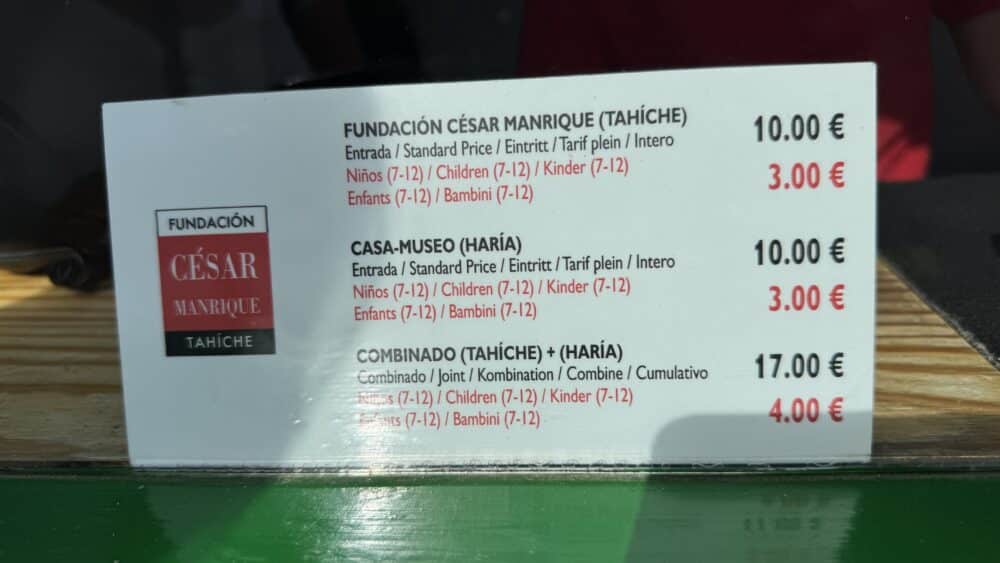 FUNDACIÓN
CÉSAR
MANRIQUE
TAHÍCHE
FUNDACIÓN CÉSAR MANRIQUE (TAHÍCHE) 10.00 €
Entrada / Standard Price / Eintritt / Tarif plein / Intero
Niños (7-12) / Children (7-12) / Kinder (7-12) 3.00 €
Enfants (7-12) / Bambini (7-12)
CASA-MUSEO (HARÍA) 10.00 €
Entrada / Standard Price / Eintritt / Tarif plein / Intero
Niños (7-12) / Children (7-12) / Kinder (7-12) 3.00 €
Enfants (7-12) / Bambini (7-12)
COMBINADO (TAHÍCHE) + (HARÍA) 17.00 €
Combinado / Joint / Kombination / Combine / Cumulativo
Niños (7-12) / Children (7-12) / Kinder (7-12) 4.00 €
Enfants (7-12) / Bambini (7-12)